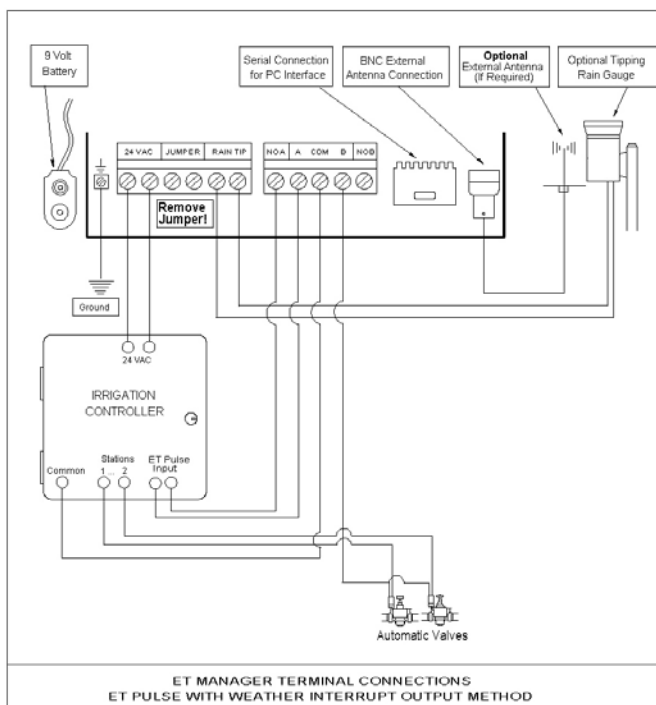 9 Volt
Battery
Serial Connection
for PC Interface
BNC External
Antenna Connection
Optional
External Antenna
(If Required)
Optional Tipping
Rain Gauge
24 VAC JUMPER RAIN TIP
NOA A COM B NOB
Remove
Jumper!
Ground
24 VAC
IRRIGATION
CONTROLLER
Common
Stations
1 ... 2
ET Pulse
Input
Automatic Valves
ET MANAGER TERMINAL CONNECTIONS
ET PULSE WITH WEATHER INTERRUPT OUTPUT METHOD